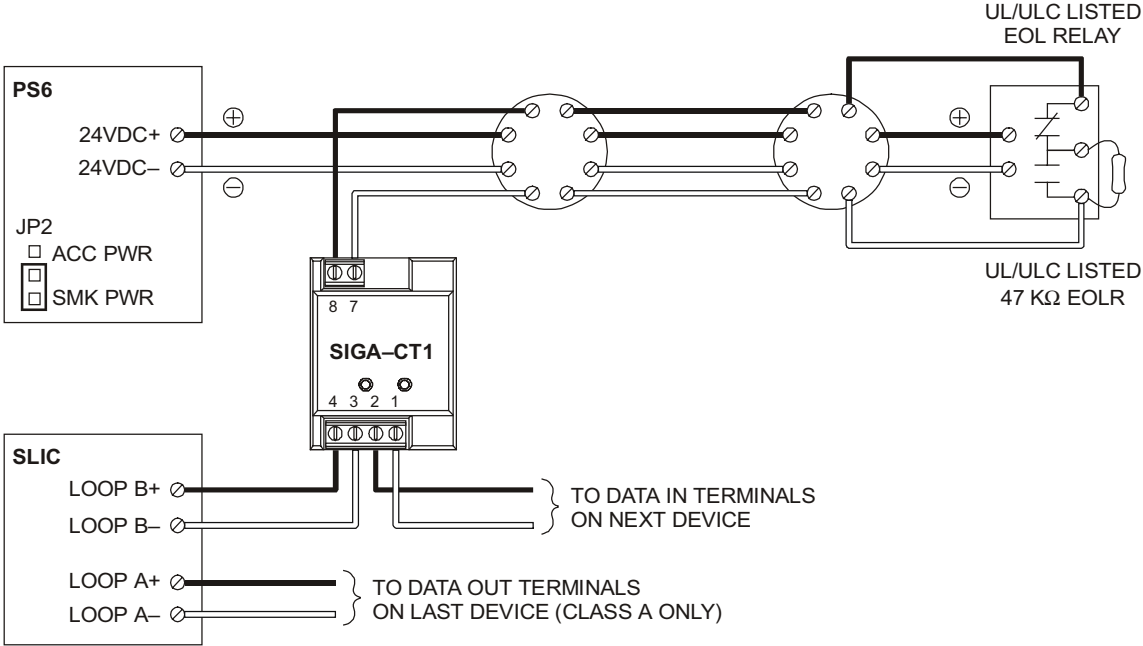 UL/ULC LISTED
EOL RELAY
PS6
24VDC+
24VDC–
JP2
ACC PWR
SMK PWR
+
–
+
–
UL/ULC LISTED
47 KΩ EOLR
8 7
SIGA–CT1
4 3 2 1
SLIC
LOOP B+
LOOP B–
LOOP A+
LOOP A–
TO DATA IN TERMINALS
ON NEXT DEVICE
TO DATA OUT TERMINALS
ON LAST DEVICE (CLASS A ONLY)